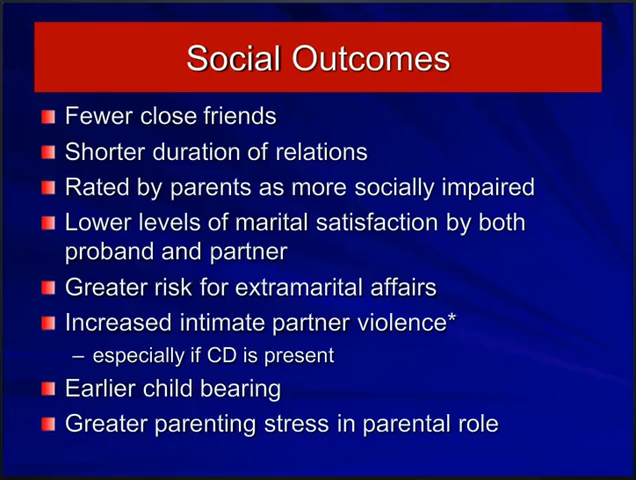 Social Outcomes
Fewer close friends
Shorter duration of relations
Rated by parents as more socially impaired
Lower levels of marital satisfaction by both
proband and partner
Greater risk for extramarital affairs
Increased intimate partner violence*
– especially if CD is present
Earlier child bearing
Greater parenting stress in parental role